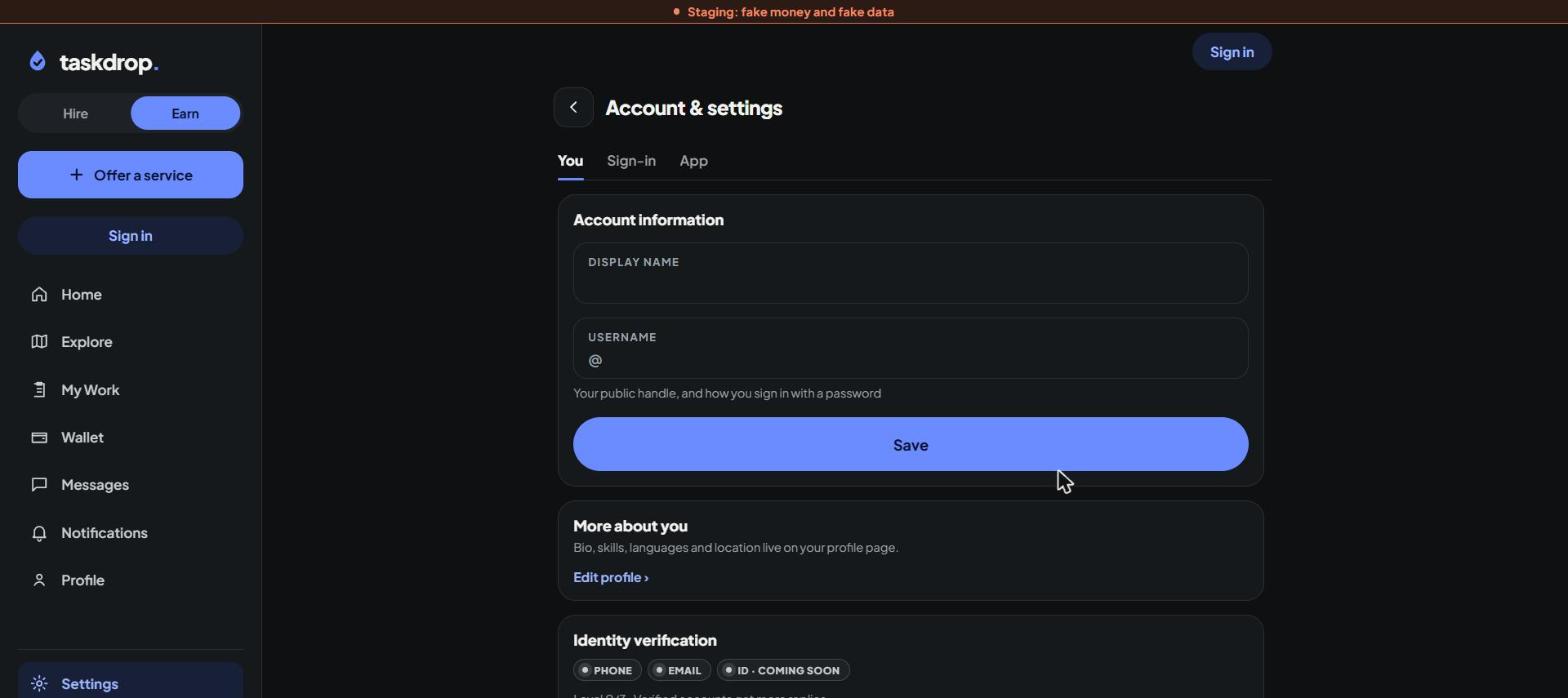 Staging: fake money and fake data
taskdrop.
Hire
Earn
+ Offer a service
Sign in
Home
Explore
My Work
Wallet
Messages
Notifications
Profile
Settings
Sign in
Account & settings
You
Sign-in
App
Account information
DISPLAY NAME
USERNAME
@
Your public handle, and how you sign in with a password
Save
More about you
Bio, skills, languages and location live on your profile page.
Edit profile ›
Identity verification
PHONE
EMAIL
ID · COMING SOON